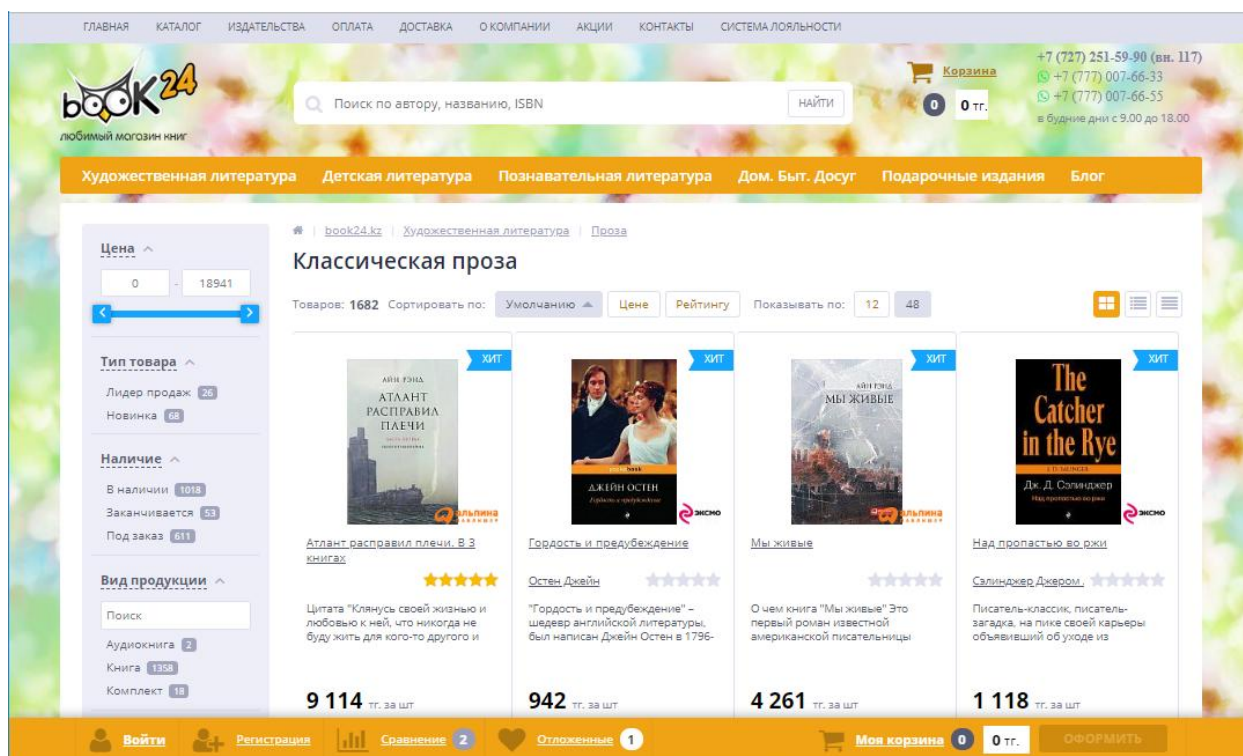 ГЛАВНАЯ КАТАЛОГ ИЗДАТЕЛЬСТВА ОПЛАТА ДОСТАВКА О КОМПАНИИ АКЦИИ КОНТАКТЫ СИСТЕМА ЛОЯЛЬНОСТИ
bOOK24
любимый магазин книг
Поиск по автору, названию, ISBN
НАЙТИ
Корзина
0 0 тг.
+7 (727) 251-59-90 (вн. 117)
+7 (777) 007-66-33
+7 (777) 007-66-55
в будние дни с 9.00 до 18.00
Художественная литература Детская литература Познавательная литература Дом. Быт. Досуг Подарочные издания Блог
Цена
0 - 18941
Тип товара
Лидер продаж 26
Новинка 68
Наличие
В наличии 1018
Заканчивается 53
Под заказ 611
Вид продукции
Поиск
Аудиокнига 2
Книга 1358
Комплект 18
book24.kz | Художественная литература | Проза
Классическая проза
Товаров: 1682 Сортировать по: Умолчанию Цене Рейтингу Показывать по: 12 48
ХИТ
АЙН РЭНД
АТЛАНТ
РАСПРАВИЛ
ПЛЕЧИ
альпина
Атлант расправил плечи. В 3
книгах
Цитата "Клянусь своей жизнью и
любовью к ней, что никогда не
буду жить для кого-то другого и
9 114 тг. за шт
ХИТ
ДЖЕЙН ОСТЕН
Гордость и предубеждение
эксмо
Гордость и предубеждение
Остен Джейн
"Гордость и предубеждение" –
шедевр английской литературы,
был написан Джейн Остен в 1796-
942 тг. за шт
ХИТ
АЙН РЭНД
МЫ ЖИВЫЕ
альпина
Мы живые
О чем книга "Мы живые" Это
первый роман известной
американской писательницы
4 261 тг. за шт
ХИТ
The
Catcher
in the Rye
Дж. Д. Сэлинджер
Над пропастью во ржи
эксмо
Над пропастью во ржи
Сэлинджер Джером
Писатель-классик, писатель-
загадка, на пике своей карьеры
объявивший об уходе из
1 118 тг. за шт
Войти Регистрация Сравнение 2 Отложенные 1 Моя корзина 0 0 тг. ОФОРМИТЬ